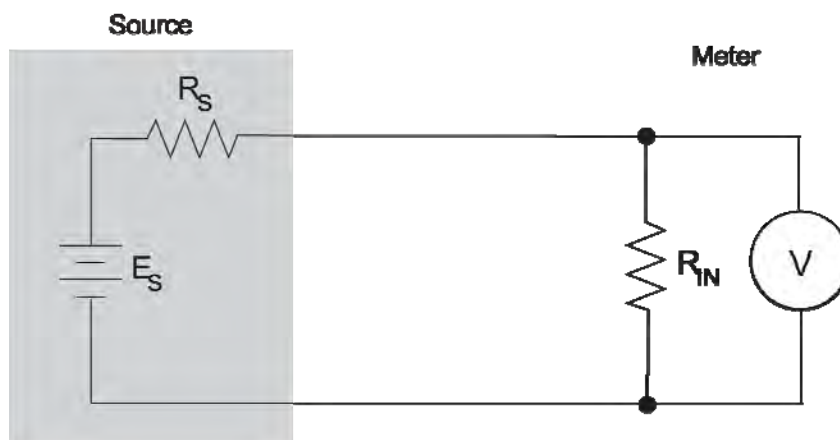 Source
Meter
R_S
E_S
R_IN
V